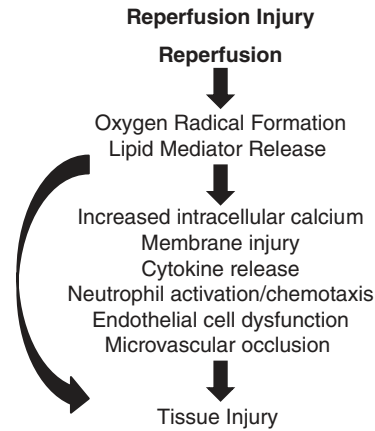 Reperfusion Injury
Reperfusion
Oxygen Radical Formation
Lipid Mediator Release
Increased intracellular calcium
Membrane injury
Cytokine release
Neutrophil activation/chemotaxis
Endothelial cell dysfunction
Microvascular occlusion
Tissue Injury